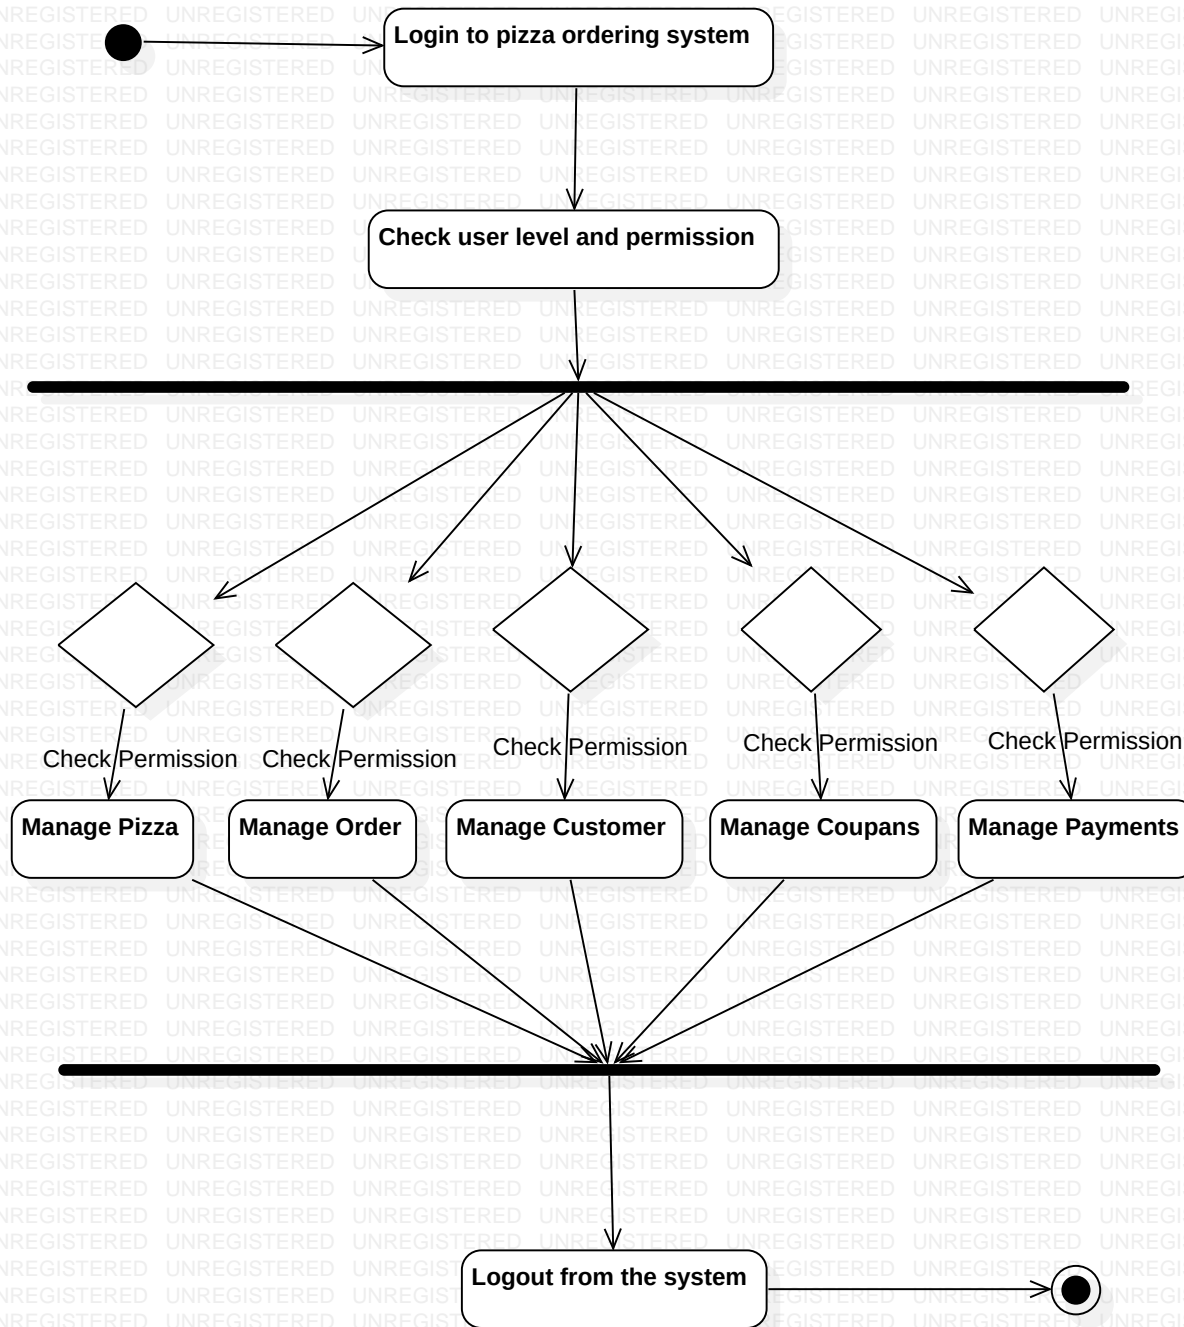 Login to pizza ordering system
Check user level and permission
Check Permission
Check Permission
Check Permission
Check Permission
Check Permission
Manage Pizza
Manage Order
Manage Customer
Manage Coupans
Manage Payments
Logout from the system
UNREGISTERED